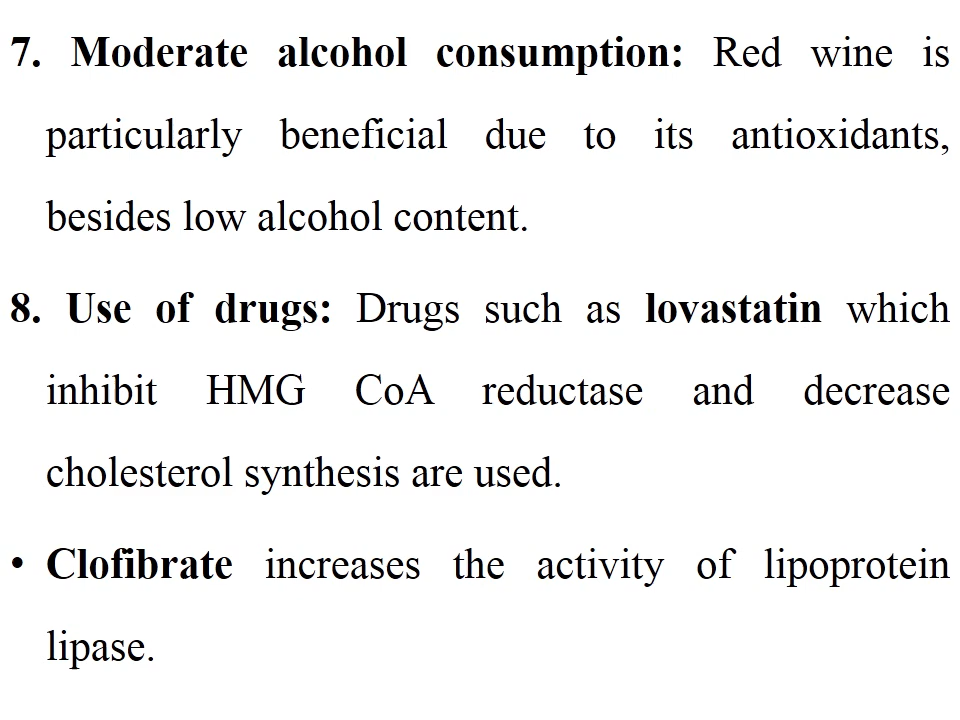 7. Moderate alcohol consumption: Red wine is
particularly beneficial due to its antioxidants,
besides low alcohol content.
8. Use of drugs: Drugs such as lovastatin which
inhibit HMG CoA reductase and decrease
cholesterol synthesis are used.
• Clofibrate increases the activity of lipoprotein
lipase.